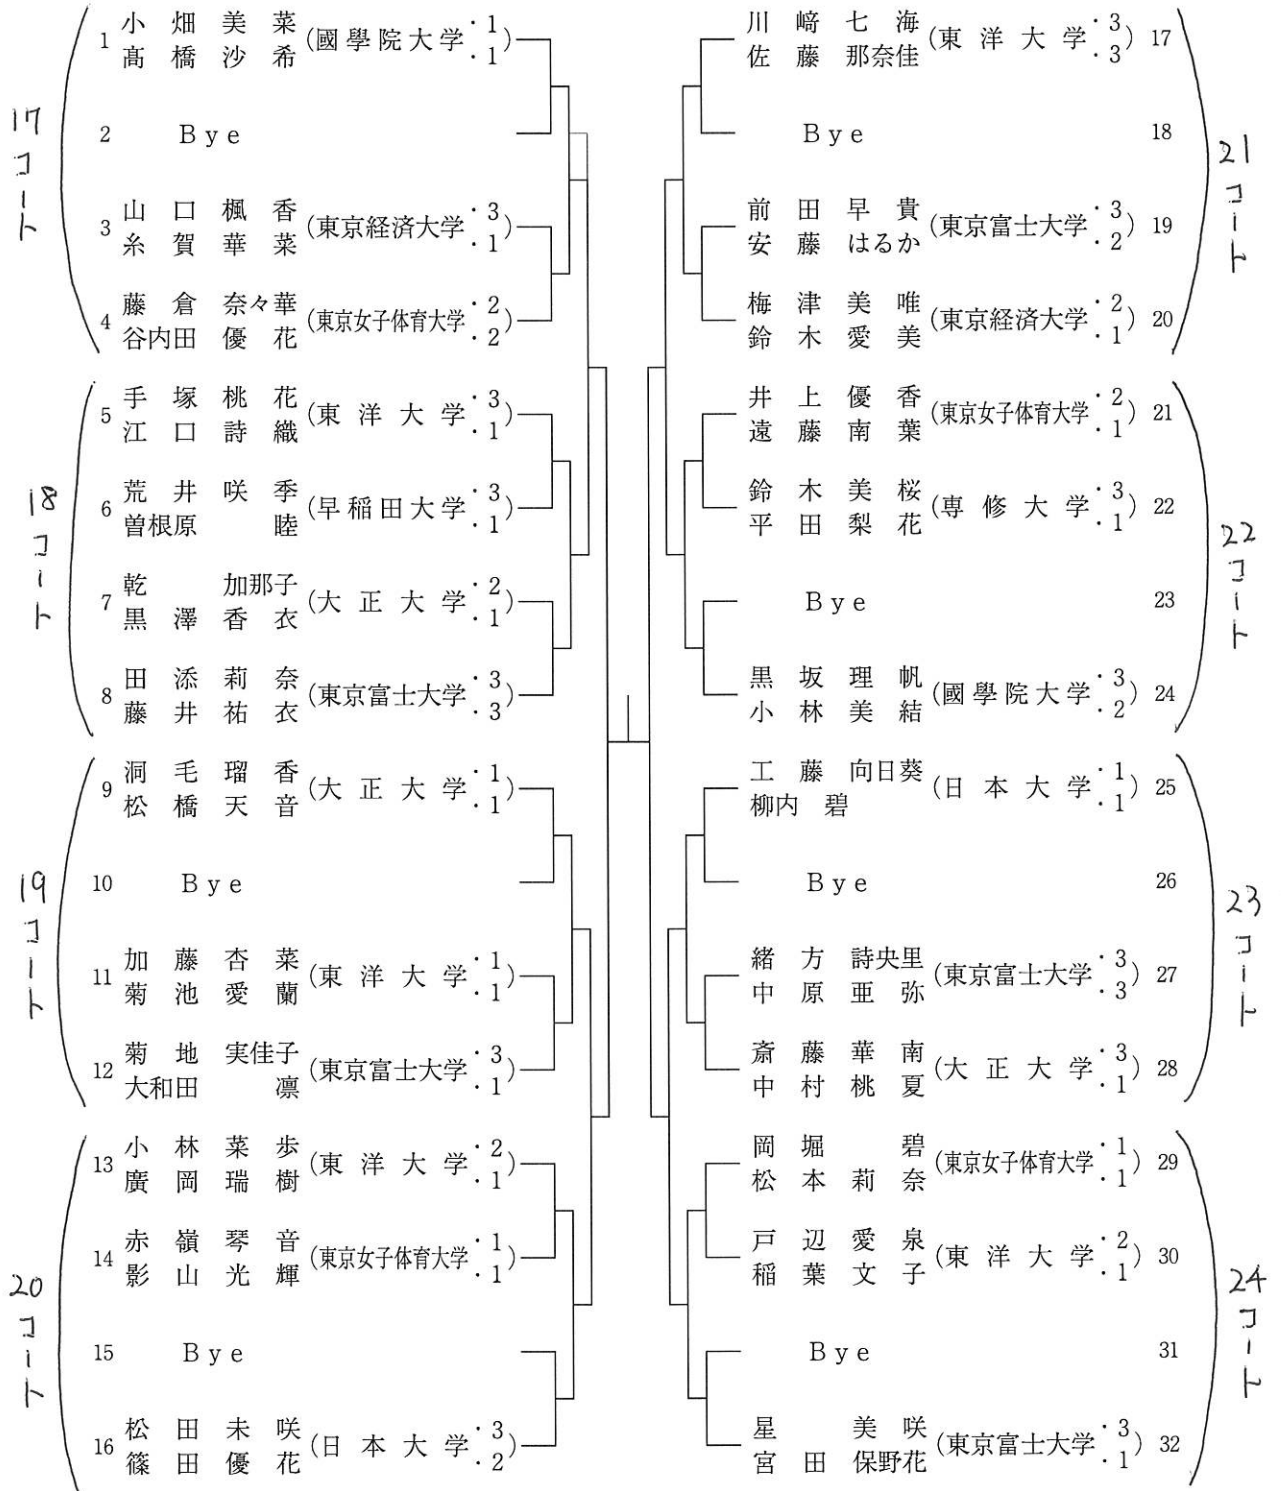 17コート
1 小畑美菜 髙橋沙希 (國學院大学・1・1)
2 Bye
3 山口楓香 糸賀華菜 (東京経済大学・3・1)
4 藤倉奈々華 谷内田優花 (東京女子体育大学・2・2)
18コート
5 手塚桃花 江口詩織 (東洋大学・3・1)
6 荒井咲季 曽根原睦 (早稲田大学・3・1)
7 乾加那子 黒澤香衣 (大正大学・2・1)
8 田添莉奈 藤井祐衣 (東京富士大学・3・3)
19コート
9 洞毛瑠香 松橋天音 (大正大学・1・1)
10 Bye
11 加藤杏菜 菊池愛蘭 (東洋大学・1・1)
12 菊地実佳子 大和田凛 (東京富士大学・3・1)
20コート
13 小林菜歩 廣岡瑞樹 (東洋大学・2・1)
14 赤嶺琴音 影山光輝 (東京女子体育大学・1・1)
15 Bye
16 松田未咲 篠田優花 (日本大学・3・2)
21コート
川﨑七海 佐藤那奈佳 (東洋大学・3・3) 17
Bye 18
前田早貴 安藤はるか (東京富士大学・3・2) 19
梅津美唯 鈴木愛美 (東京経済大学・2・1) 20
22コート
井上優香 遠藤南葉 (東京女子体育大学・2・1) 21
鈴木美桜 平田梨花 (専修大学・3・1) 22
Bye 23
黒坂理帆 小林美結 (國學院大学・3・2) 24
23コート
工藤向日葵 柳内碧 (日本大学・1・1) 25
Bye 26
緒方詩央里 中原亜弥 (東京富士大学・3・3) 27
斎藤華南 中村桃夏 (大正大学・3・1) 28
24コート
岡堀碧 松本莉奈 (東京女子体育大学・1・1) 29
戸辺愛泉 稲葉文子 (東洋大学・2・1) 30
Bye 31
星美咲 宮田保野花 (東京富士大学・3・1) 32